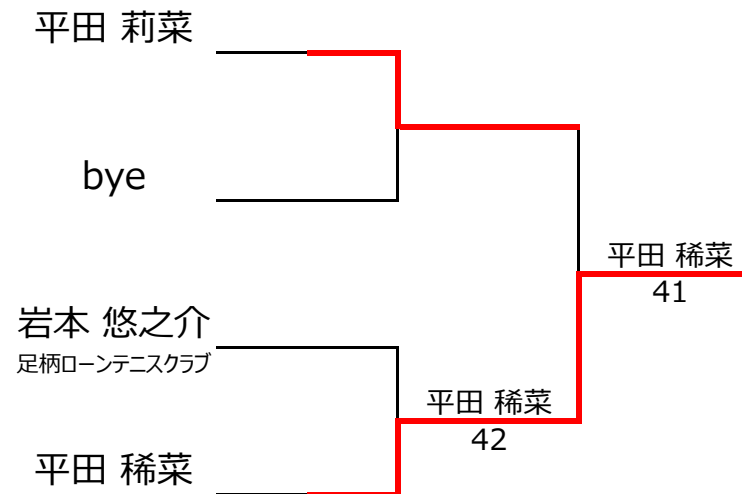 平田 莉菜
bye
平田 稀菜
41
岩本 悠之介
足柄ローンテニスクラブ
平田 稀菜
42
平田 稀菜